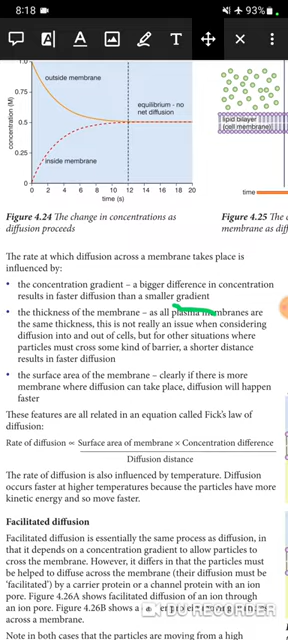 8:18
93%
1.0
0.75
0.5
0.25
0
concentration (M)
outside membrane
equilibrium - no
net diffusion
inside membrane
0 2 4 6 8 10 12 14 16 18 20
time (s)
lipid bilayer
(cell membrane)
time
Figure 4.24 The change in concentrations as
diffusion proceeds
Figure 4.25 The
membrane as diff
The rate at which diffusion across a membrane takes place is
influenced by:
• the concentration gradient – a bigger difference in concentration
results in faster diffusion than a smaller gradient
• the thickness of the membrane – as all plasma membranes are
the same thickness, this is not really an issue when considering
diffusion into and out of cells, but for other situations where
particles must cross some kind of barrier, a shorter distance
results in faster diffusion
• the surface area of the membrane – clearly if there is more
membrane where diffusion can take place, diffusion will happen
faster
These features are all related in an equation called Fick's law of
diffusion:
Rate of diffusion ∝ Surface area of membrane × Concentration difference
Diffusion distance
The rate of diffusion is also influenced by temperature. Diffusion
occurs faster at higher temperatures because the particles have more
kinetic energy and so move faster.
Facilitated diffusion
Facilitated diffusion is essentially the same process as diffusion, in
that it depends on a concentration gradient to allow particles to
cross the membrane. However, it differs in that the particles must
be helped to diffuse across the membrane (their diffusion must be
'facilitated') by a carrier protein or a channel protein with an ion
pore. Figure 4.26A shows facilitated diffusion of an ion through
an ion pore. Figure 4.26B shows a
across a membrane.
DU RECORDER
Note in both cases that the particles are moving from a high